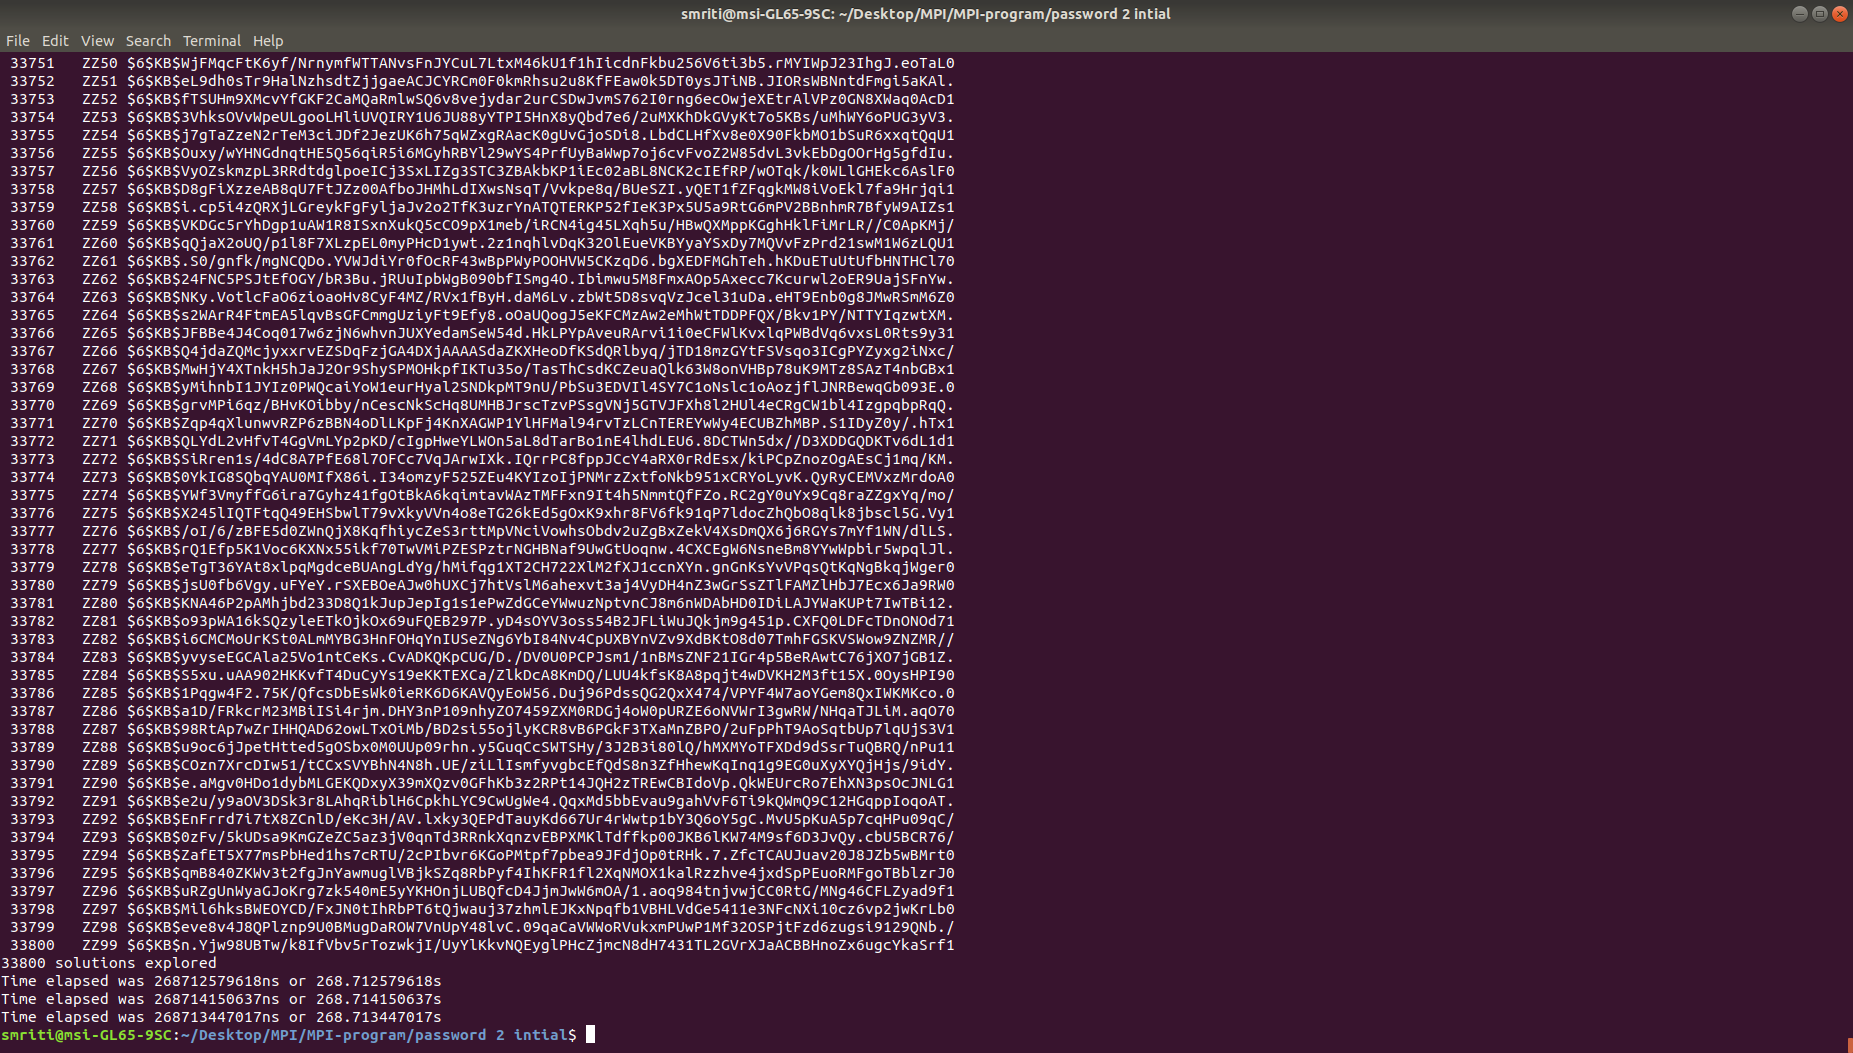 smriti@msi-GL65-9SC: ~/Desktop/MPI/MPI-program/password 2 intial
File Edit View Search Terminal Help
33751 ZZ50 $6$KB$WjFMqcFtK6yf/NrnymfWTTANvsFnJYCuL7LtxM46kU1f1hIicdnFkbu256V6ti3b5.rMYIWpJ23IhgJ.eoTaL0
33752 ZZ51 $6$KB$eL9dh0sTr9HalNzhsdtZjjgaeACJCYRCm0F0kmRhsu2u8KfFEaw0k5DT0ysJTiNB.JIORsWBNntdFmgi5aKAl.
33753 ZZ52 $6$KB$fTSUHm9XMcvYfGKF2CaMQaRmlwSQ6v8vejydar2urCSDwJvmS762I0rng6ecOwjeXEtrAlVPz0GN8XWaq0AcD1
33754 ZZ53 $6$KB$3VhksOVvWpeULgooLHliUVQIRY1U6JU88yYTPI5HnX8yQbd7e6/2uMXKhDkGVyKt7o5KBs/uMhWY6oPUG3yV3.
33755 ZZ54 $6$KB$j7gTaZzeN2rTeM3ciJDf2JezUK6h75qWZxgRAacK0gUvGjoSDi8.LbdCLHfXv8e0X90FkbMO1bSuR6xxqtQqU1
33756 ZZ55 $6$KB$Ouxy/wYHNGdnqtHE5Q56qiR5i6MGyhRBYl29wYS4PrfUyBaWwp7oj6cvFvoZ2W85dvL3vkEbDgOOrHg5gfdIu.
33757 ZZ56 $6$KB$VyOZskmzpL3RRdtdglpoeICj3SxLIZg3STC3ZBAkbKP1iEc02aBL8NCK2cIEfRP/wOTqk/k0WLlGHEkc6AslF0
33758 ZZ57 $6$KB$D8gFiXzzeAB8qU7FtJZz00AfboJHMhLdIXwsNsqT/Vvkpe8q/BUeSZI.yQET1fZFqgkMW8iVoEkl7fa9Hrjqi1
33759 ZZ58 $6$KB$i.cp5i4zQRXjLGreykFgFyljaJv2o2TfK3uzrYnATQTERKP52fIeK3Px5U5a9RtG6mPV2BBnhmR7BfyW9AIZs1
33760 ZZ59 $6$KB$VKDGc5rYhDgp1uAW1R8ISxnXukQ5cCO9pX1meb/iRCN4ig45LXqh5u/HBwQXMppKGghHklFiMrLR//C0ApKMj/
33761 ZZ60 $6$KB$qQjaX2oUQ/p1l8F7XLzpEL0myPHcD1ywt.2z1nqhlvDqK32OlEueVKBYyaYSxDy7MQVvFzPrd21swM1W6zLQU1
33762 ZZ61 $6$KB$.S0/gnfk/mgNCQDo.YVWJdiYr0fOcRF43wBpPWyPOOHVW5CKzqD6.bgXEDFMGhTeh.hKDuETuUtUfbHNTHCl70
33763 ZZ62 $6$KB$24FNC5PSJtEfOGY/bR3Bu.jRUuIpbWgB090bfISmg4O.Ibimwu5M8FmxAOp5Axecc7Kcurwl2oER9UajSFnYw.
33764 ZZ63 $6$KB$NKy.VotlcFaO6zioaoHv8CyF4MZ/RVx1fByH.daM6Lv.zbWt5D8svqVzJcel31uDa.eHT9Enb0g8JMwRSmM6Z0
33765 ZZ64 $6$KB$s2WArR4FtmEA5lqvBsGFCmmgUziyFt9Efy8.oOaUQogJ5eKFCMzAw2eMhWtTDDPFQX/Bkv1PY/NTTYIqzwtXM.
33766 ZZ65 $6$KB$JFBBe4J4Coq017w6zjN6whvnJUXYedamSeW54d.HkLPYpAveuRArvi1i0eCFWlKvxlqPWBdVq6vxsL0Rts9y31
33767 ZZ66 $6$KB$Q4jdaZQMcjyxxrvEZSDqFzjGA4DXjAAAASdaZKXHeoDfKSdQRlbyq/jTD18mzGYtFSVsqo3ICgPYZyxg2iNxc/
33768 ZZ67 $6$KB$MwHjY4XTnkH5hJaJ2Or9ShySPMOHkpfIKTu35o/TasThCsdKCZeuaQlk63W8onVHBp78uK9MTz8SAzT4nbGBx1
33769 ZZ68 $6$KB$yMihnbI1JYIz0PWQcaiYoW1eurHyal2SNDkpMT9nU/PbSu3EDVIl4SY7C1oNslc1oAozjflJNRBewqGb093E.0
33770 ZZ69 $6$KB$grvMPi6qz/BHvKOibby/nCescNkScHq8UMHBJrscTzvPSsgVNj5GTVJFXh8l2HUl4eCRgCW1bl4IzgpqbpRqQ.
33771 ZZ70 $6$KB$Zqp4qXlunwvRZP6zBBN4oDlLKpFj4KnXAGWP1YlHFMal94rvTzLCnTEREYwWy4ECUBZhMBP.S1IDyZ0y/.hTx1
33772 ZZ71 $6$KB$QLYdL2vHfvT4GgVmLYp2pKD/cIgpHweYLWOn5aL8dTarBo1nE4lhdLEU6.8DCTWn5dx//D3XDDGQDKTv6dL1d1
33773 ZZ72 $6$KB$SiRren1s/4dC8A7PfE68l7OFCc7VqJArwIXk.IQrrPC8fppJCcY4aRX0rRdEsx/kiPCpZnozOgAEsCj1mq/KM.
33774 ZZ73 $6$KB$0YkIG8SQbqYAU0MIfX86i.I34omzyF525ZEu4KYIzoIjPNMrzZxtfoNkb951xCRYoLyvK.QyRyCEMVxzMrdoA0
33775 ZZ74 $6$KB$YWf3VmyffG6ira7Gyhz41fgOtBkA6kqimtavWAzTMFFxn9It4h5NmmtQfFZo.RC2gY0uYx9Cq8raZZgxYq/mo/
33776 ZZ75 $6$KB$X245lIQTFtqQ49EHSbwlT79vXkyVVn4o8eTG26kEd5gOxK9xhr8FV6fk91qP7ldocZhQbO8qlk8jbscl5G.Vy1
33777 ZZ76 $6$KB$/oI/6/zBFE5d0ZWnQjX8KqfhiycZeS3rttMpVNciVowhsObdv2uZgBxZekV4XsDmQX6j6RGYs7mYf1WN/dlLS.
33778 ZZ77 $6$KB$rQ1Efp5K1Voc6KXNx55ikf70TwVMiPZESPztrNGHBNaf9UwGtUoqnw.4CXCEgW6NsneBm8YYwWpbir5wpqlJl.
33779 ZZ78 $6$KB$eTgT36YAt8xlpqMgdceBUAngLdYg/hMifqg1XT2CH722XlM2fXJ1ccnXYn.gnGnKsYvVPqsQtKqNgBkqjWger0
33780 ZZ79 $6$KB$jsU0fb6Vgy.uFYeY.rSXEBOeAJw0hUXCj7htVslM6ahexvt3aj4VyDH4nZ3wGrSsZTlFAMZlHbJ7Ecx6Ja9RW0
33781 ZZ80 $6$KB$KNA46P2pAMhjbd233D8Q1kJupJepIg1s1ePwZdGCeYWwuzNptvnCJ8m6nWDAbHD0IDiLAJYWaKUPt7IwTBi12.
33782 ZZ81 $6$KB$o93pWA16kSQzyleETkOjkOx69uFQEB297P.yD4sOYV3oss54B2JFLiWuJQkjm9g451p.CXFQ0LDFcTDnONOd71
33783 ZZ82 $6$KB$i6CMCMoUrKSt0ALmMYBG3HnFOHqYnIUSeZNg6YbI84Nv4CpUXBYnVZv9XdBKtO8d07TmhFGSKVSWow9ZNZMR//
33784 ZZ83 $6$KB$yvyseEGCAla25Vo1ntCeKs.CvADKQKpCUG/D./DV0U0PCPJsm1/1nBMsZNF21IGr4p5BeRAwtC76jXO7jGB1Z.
33785 ZZ84 $6$KB$S5xu.uAA902HKKvfT4DuCyYs19eKKTEXCa/ZlkDcA8KmDQ/LUU4kfsK8A8pqjt4wDVKH2M3ft15X.0OysHPI90
33786 ZZ85 $6$KB$1Pqgw4F2.75K/QfcsDbEsWk0ieRK6D6KAVQyEoW56.Duj96PdssQG2QxX474/VPYF4W7aoYGem8QxIWKMKco.0
33787 ZZ86 $6$KB$a1D/FRkcrM23MBiISi4rjm.DHY3nP109nhyZO7459ZXM0RDGj4oW0pURZE6oNVWrI3gwRW/NHqaTJLiM.aqO70
33788 ZZ87 $6$KB$98RtAp7wZrIHHQAD62owLTxOiMb/BD2si55ojlyKCR8vB6PGkF3TXaMnZBPO/2uFpPhT9AoSqtbUp7lqUjS3V1
33789 ZZ88 $6$KB$u9oc6jJpetHtted5gOSbx0M0UUp09rhn.y5GuqCcSWTSHy/3J2B3i80lQ/hMXMYoTFXDd9dSsrTuQBRQ/nPu11
33790 ZZ89 $6$KB$COzn7XrcDIw51/tCCxSVYBhN4N8h.UE/ziLlIsmfyvgbcEfQdS8n3ZfHhewKqInq1g9EG0uXyXYQjHjs/9idY.
33791 ZZ90 $6$KB$e.aMgv0HDo1dybMLGEKQDxyX39mXQzv0GFhKb3z2RPt14JQH2zTREwCBIdoVp.QkWEUrcRo7EhXN3psOcJNLG1
33792 ZZ91 $6$KB$e2u/y9aOV3DSk3r8LAhqRiblH6CpkhLYC9CwUgWe4.QqxMd5bbEvau9gahVvF6Ti9kQWmQ9C12HGqppIoqoAT.
33793 ZZ92 $6$KB$EnFrrd7i7tX8ZCnlD/eKc3H/AV.lxky3QEPdTauyKd667Ur4rWwtp1bY3Q6oY5gC.MvU5pKuA5p7cqHPu09qC/
33794 ZZ93 $6$KB$0zFv/5kUDsa9KmGZeZC5az3jV0qnTd3RRnkXqnzvEBPXMKlTdffkp00JKB6lKW74M9sf6D3JvQy.cbU5BCR76/
33795 ZZ94 $6$KB$ZafET5X77msPbHed1hs7cRTU/2cPIbvr6KGoPMtpf7pbea9JFdjOp0tRHk.7.ZfcTCAUJuav20J8JZb5wBMrt0
33796 ZZ95 $6$KB$qmB840ZKWv3t2fgJnYawmuglVBjkSZq8RbPyf4IhKFR1fl2XqNMOX1kalRzzhve4jxdSpPEuoRMFgoTBblzrJ0
33797 ZZ96 $6$KB$uRZgUnWyaGJoKrg7zk540mE5yYKHOnjLUBQfcD4JjmJwW6mOA/1.aoq984tnjvwjCC0RtG/MNg46CFLZyad9f1
33798 ZZ97 $6$KB$Mil6hksBWEOYCD/FxJN0tIhRbPT6tQjwauj37zhmlEJKxNpqfb1VBHLVdGe5411e3NFcNXi10cz6vp2jwKrLb0
33799 ZZ98 $6$KB$eve8v4J8QPlznp9U0BMugDaROW7VnUpY48lvC.09qaCaVWWoRVukxmPUwP1Mf32OSPjtFzd6zugsi9129QNb./
33800 ZZ99 $6$KB$n.Yjw98UBTw/k8IfVbv5rTozwkjI/UyYlKkvNQEyglPHcZjmcN8dH7431TL2GVrXJaACBBHnoZx6ugcYkaSrf1
33800 solutions explored
Time elapsed was 268712579618ns or 268.712579618s
Time elapsed was 268714150637ns or 268.714150637s
Time elapsed was 268713447017ns or 268.713447017s
smriti@msi-GL65-9SC:~/Desktop/MPI/MPI-program/password 2 intial$